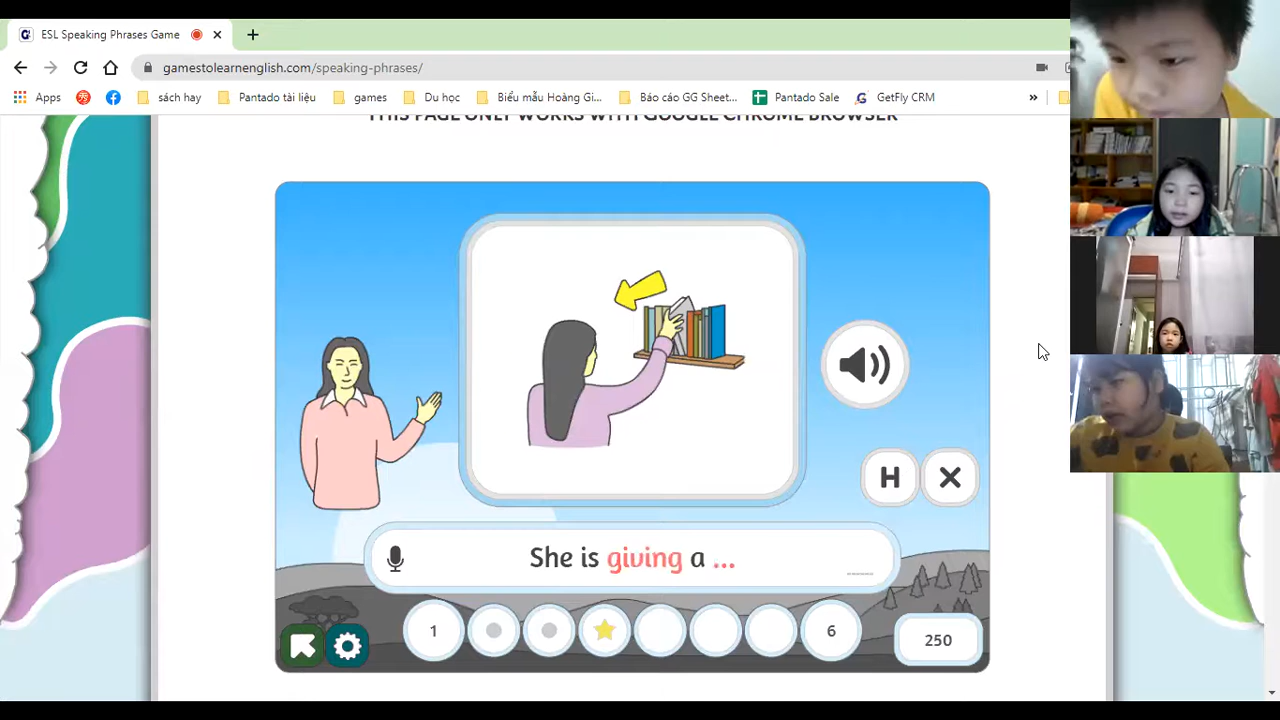 ESL Speaking Phrases Game
gamestolearnenglish.com/speaking-phrases/
Apps sách hay Pantado tài liệu games Du học Biểu mẫu Hoàng Gi... Báo cáo GG Sheet... Pantado Sale GetFly CRM »
THIS PAGE ONLY WORKS WITH GOOGLE CHROME BROWSER
H
She is giving a ...
1 6 250